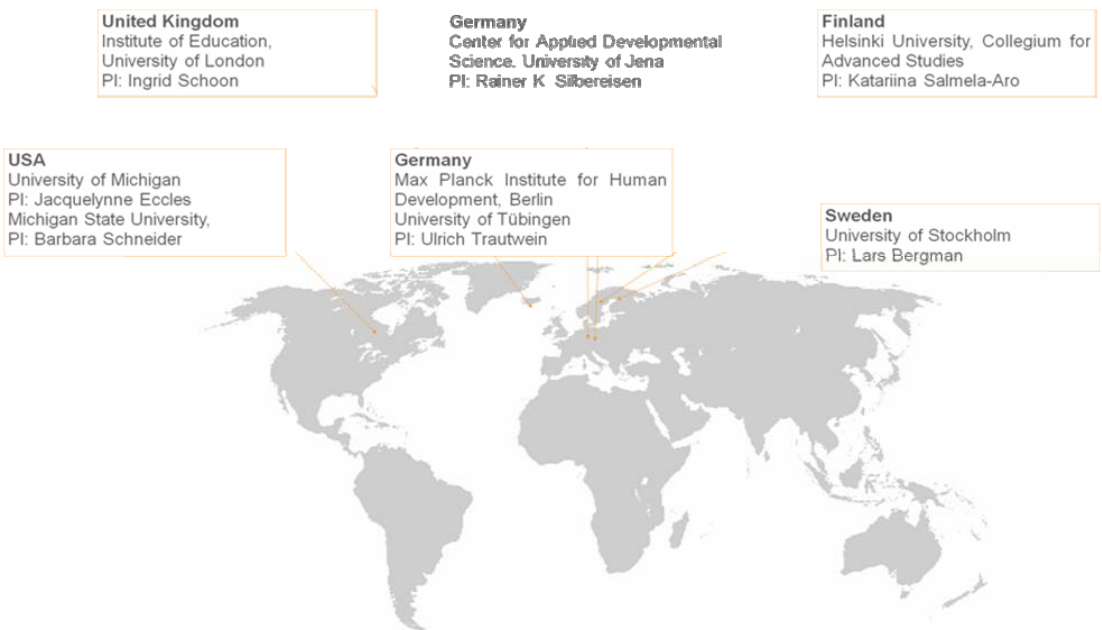 United Kingdom
Institute of Education,
University of London
PI: Ingrid Schoon
Germany
Center for Applied Developmental
Science. University of Jena
PI: Rainer K Silbereisen
Finland
Helsinki University, Collegium for
Advanced Studies
PI: Katariina Salmela-Aro
USA
University of Michigan
PI: Jacquelynne Eccles
Michigan State University,
PI: Barbara Schneider
Germany
Max Planck Institute for Human
Development, Berlin
University of Tübingen
PI: Ulrich Trautwein
Sweden
University of Stockholm
PI: Lars Bergman